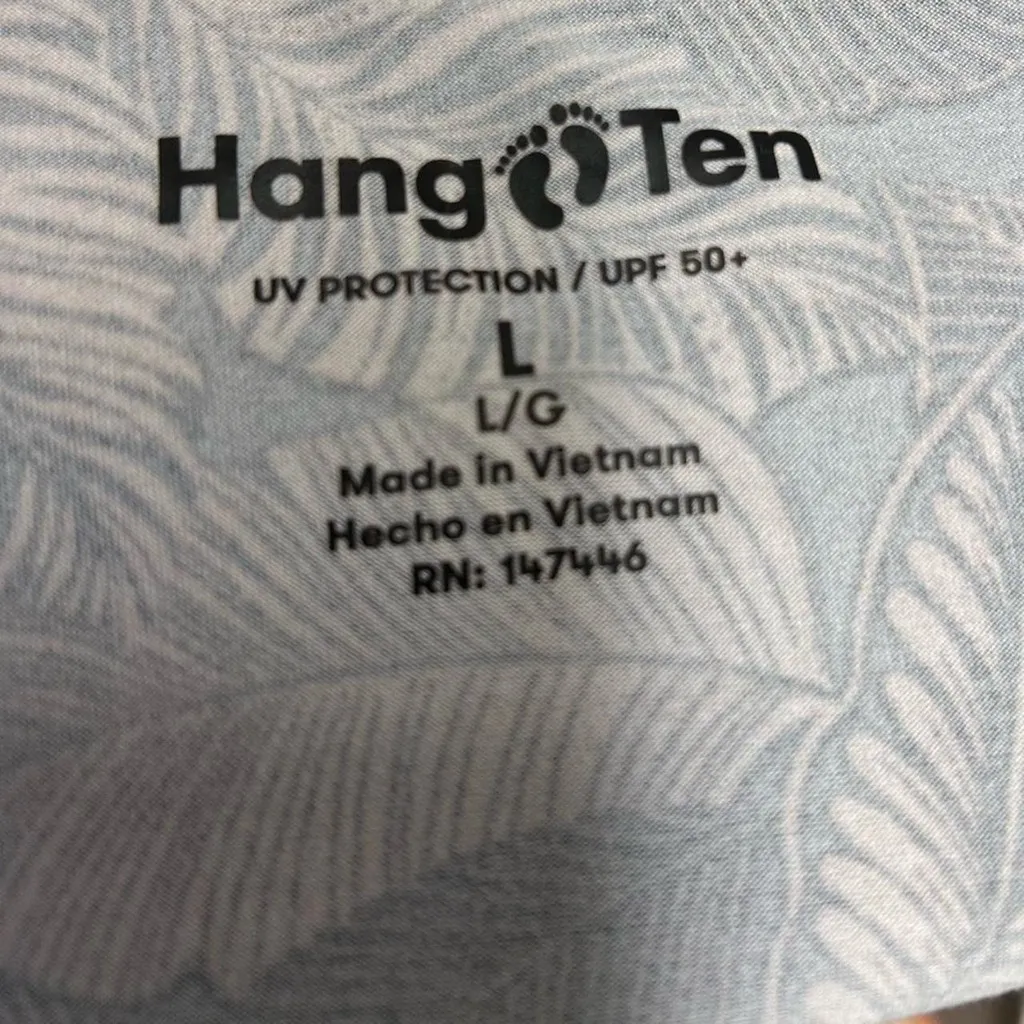 Hang Ten
UV PROTECTION / UPF 50+
L
L/G
Made in Vietnam
Hecho en Vietnam
RN: 147446